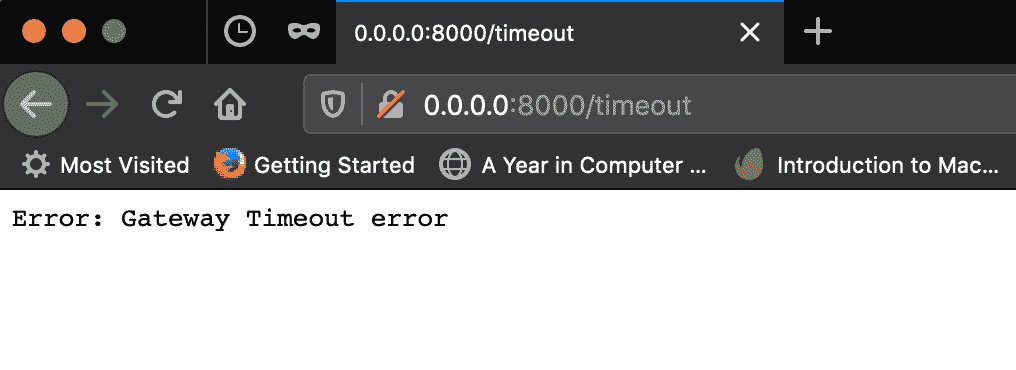 0.0.0.0:8000/timeout
0.0.0.0:8000/timeout
Most Visited Getting Started A Year in Computer ... Introduction to Mac...
Error: Gateway Timeout error